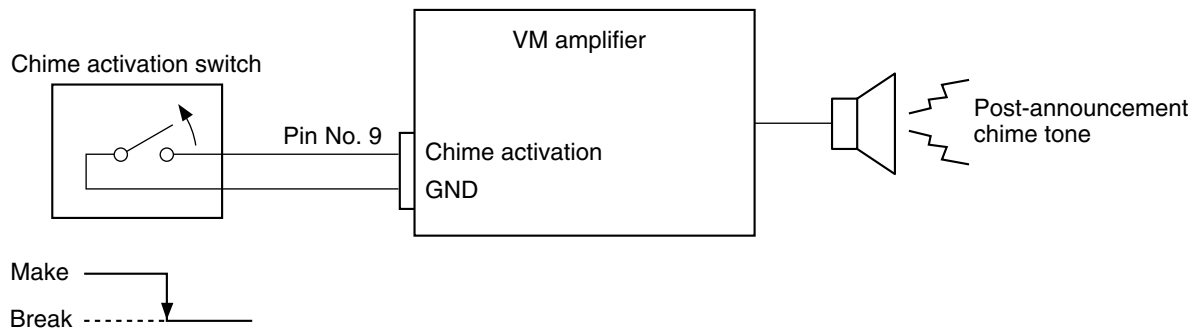 VM amplifier
Chime activation switch
Pin No. 9
Chime activation
GND
Post-announcement
chime tone
Make
Break